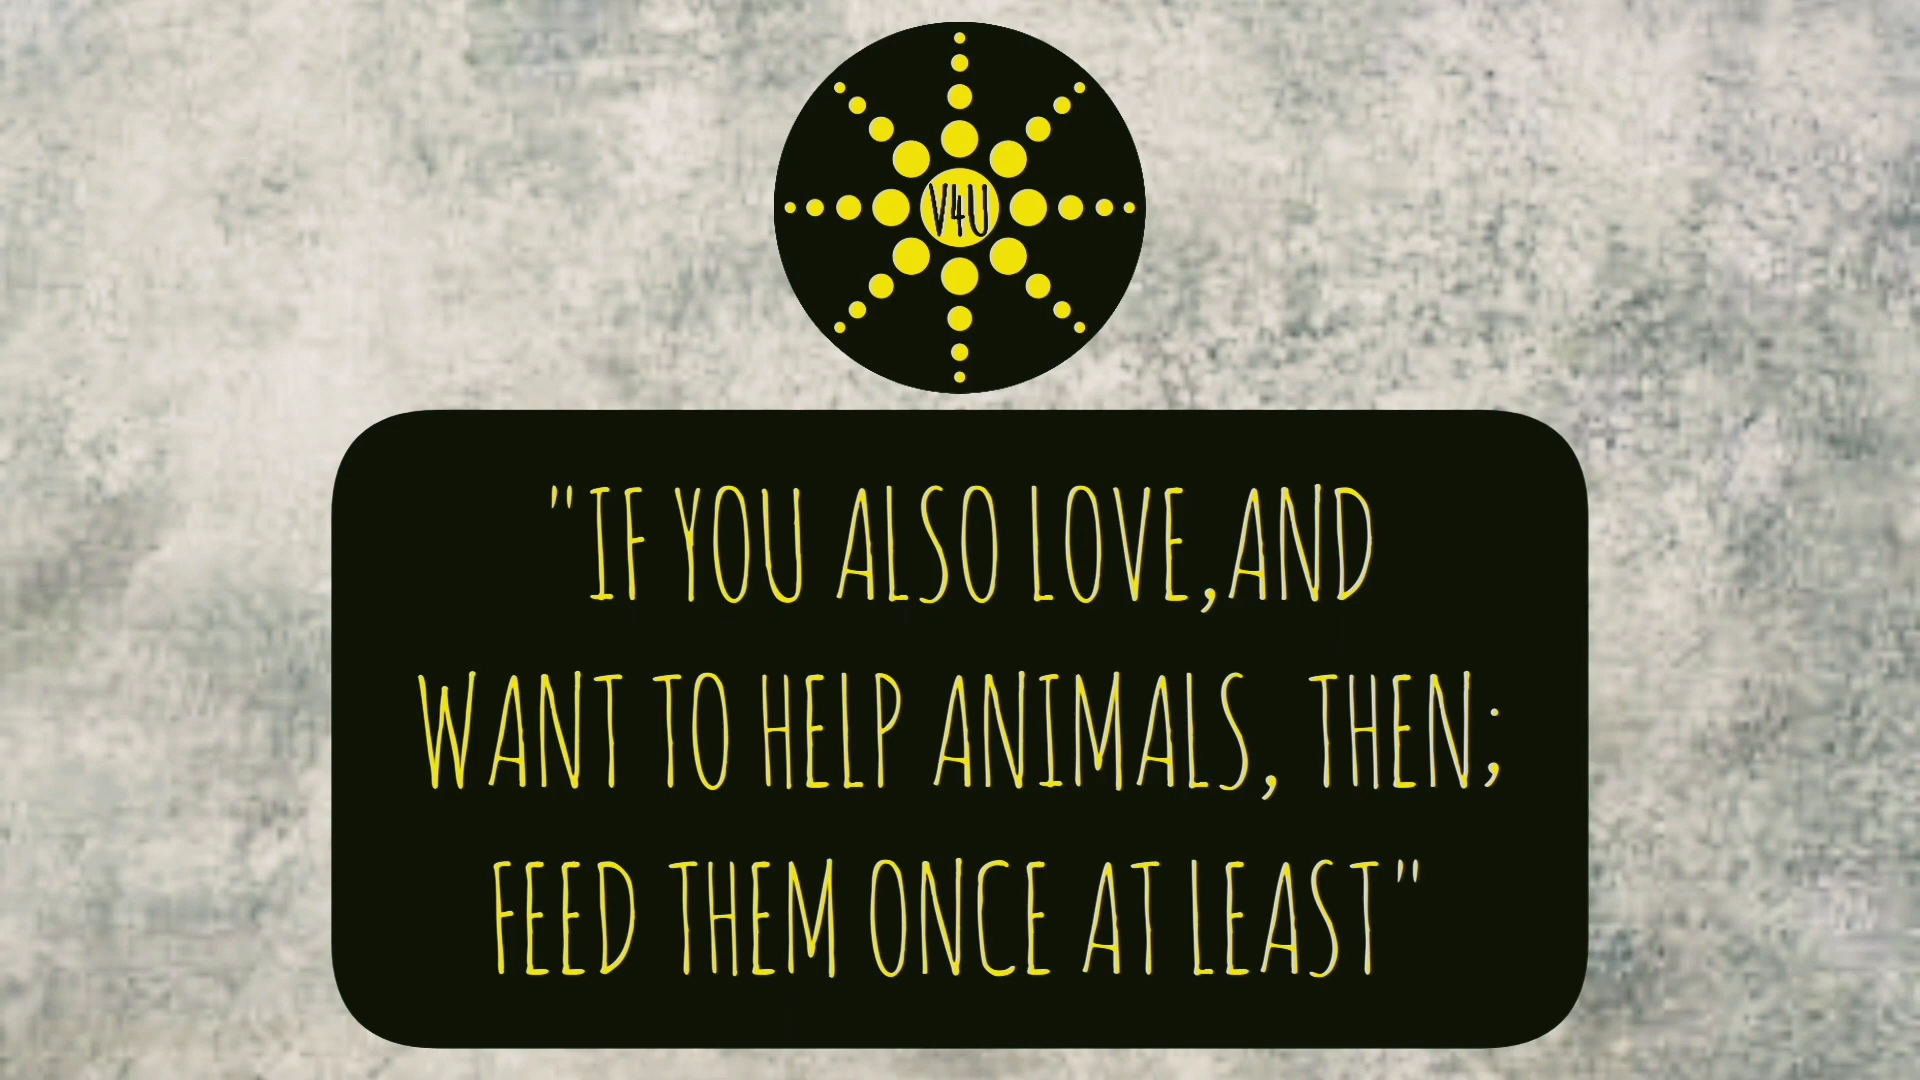 V4U
"IF YOU ALSO LOVE,AND
WANT TO HELP ANIMALS, THEN;
FEED THEM ONCE AT LEAST"